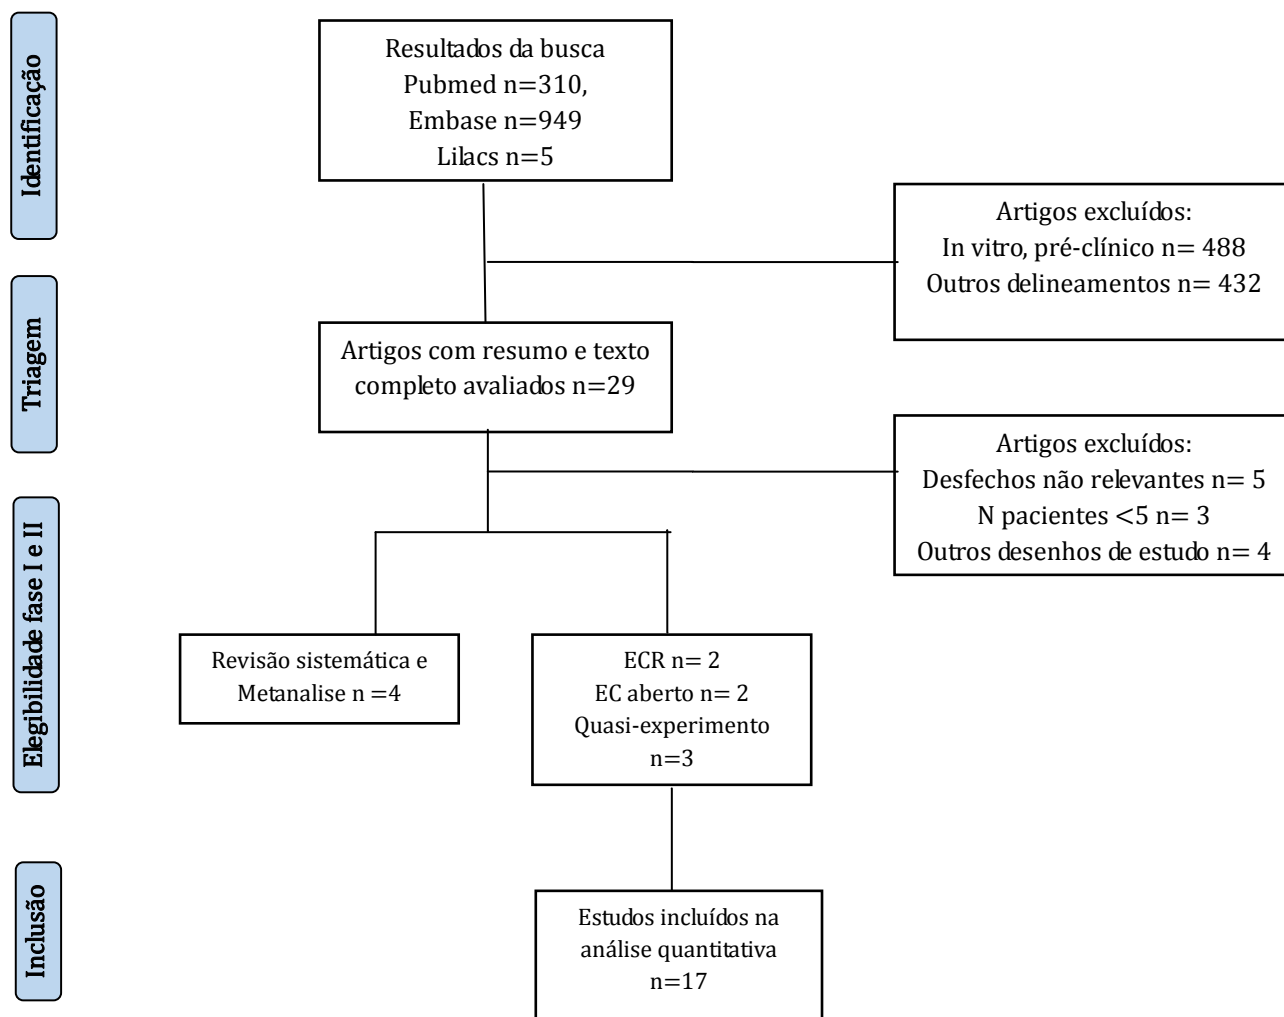 Identificação
Resultados da busca
Pubmed n=310,
Embase n=949
Lilacs n=5
Artigos excluídos:
In vitro, pré-clínico n= 488
Outros delineamentos n= 432
Triagem
Artigos com resumo e texto
completo avaliados n=29
Artigos excluídos:
Desfechos não relevantes n= 5
N pacientes <5 n= 3
Outros desenhos de estudo n= 4
Elegibilidade fase I e II
Revisão sistemática e
Metanalise n =4
ECR n= 2
EC aberto n= 2
Quasi-experimento
n=3
Inclusão
Estudos incluídos na
análise quantitativa
n=17